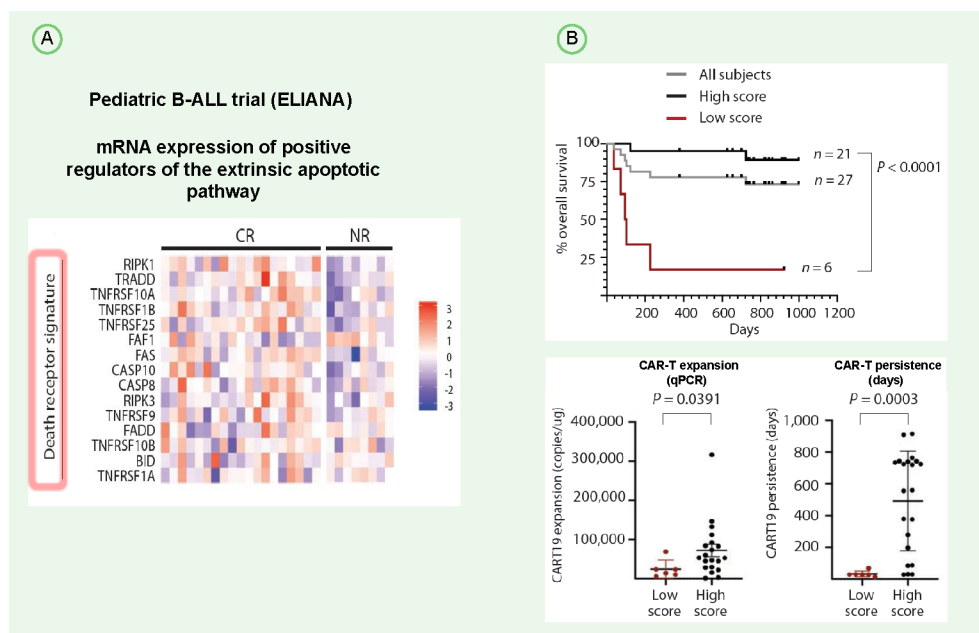 A
Pediatric B-ALL trial (ELIANA)
mRNA expression of positive
regulators of the extrinsic apoptotic
pathway
CR
NR
Death receptor signature
RIPK1
TRADD
TNFRSF10A
TNFRSF1B
TNFRSF25
FAF1
FAS
CASP10
CASP8
RIPK3
TNFRSF9
FADD
TNFRSF10B
BID
TNFRSF1A
3
2
1
0
-1
-2
-3
B
All subjects
High score
Low score
% overall survival
100
75
50
25
n = 21
n = 27
n = 6
P < 0.0001
200
400
600
800
1000
1200
Days
CAR-T expansion
(qPCR)
P = 0.0391
CART19 expansion (copies/ug)
400,000
300,000
200,000
100,000
Low
score
High
score
CAR-T persistence
(days)
P = 0.0003
CART19 persistence (days)
1,000
800
600
400
200
Low
score
High
score